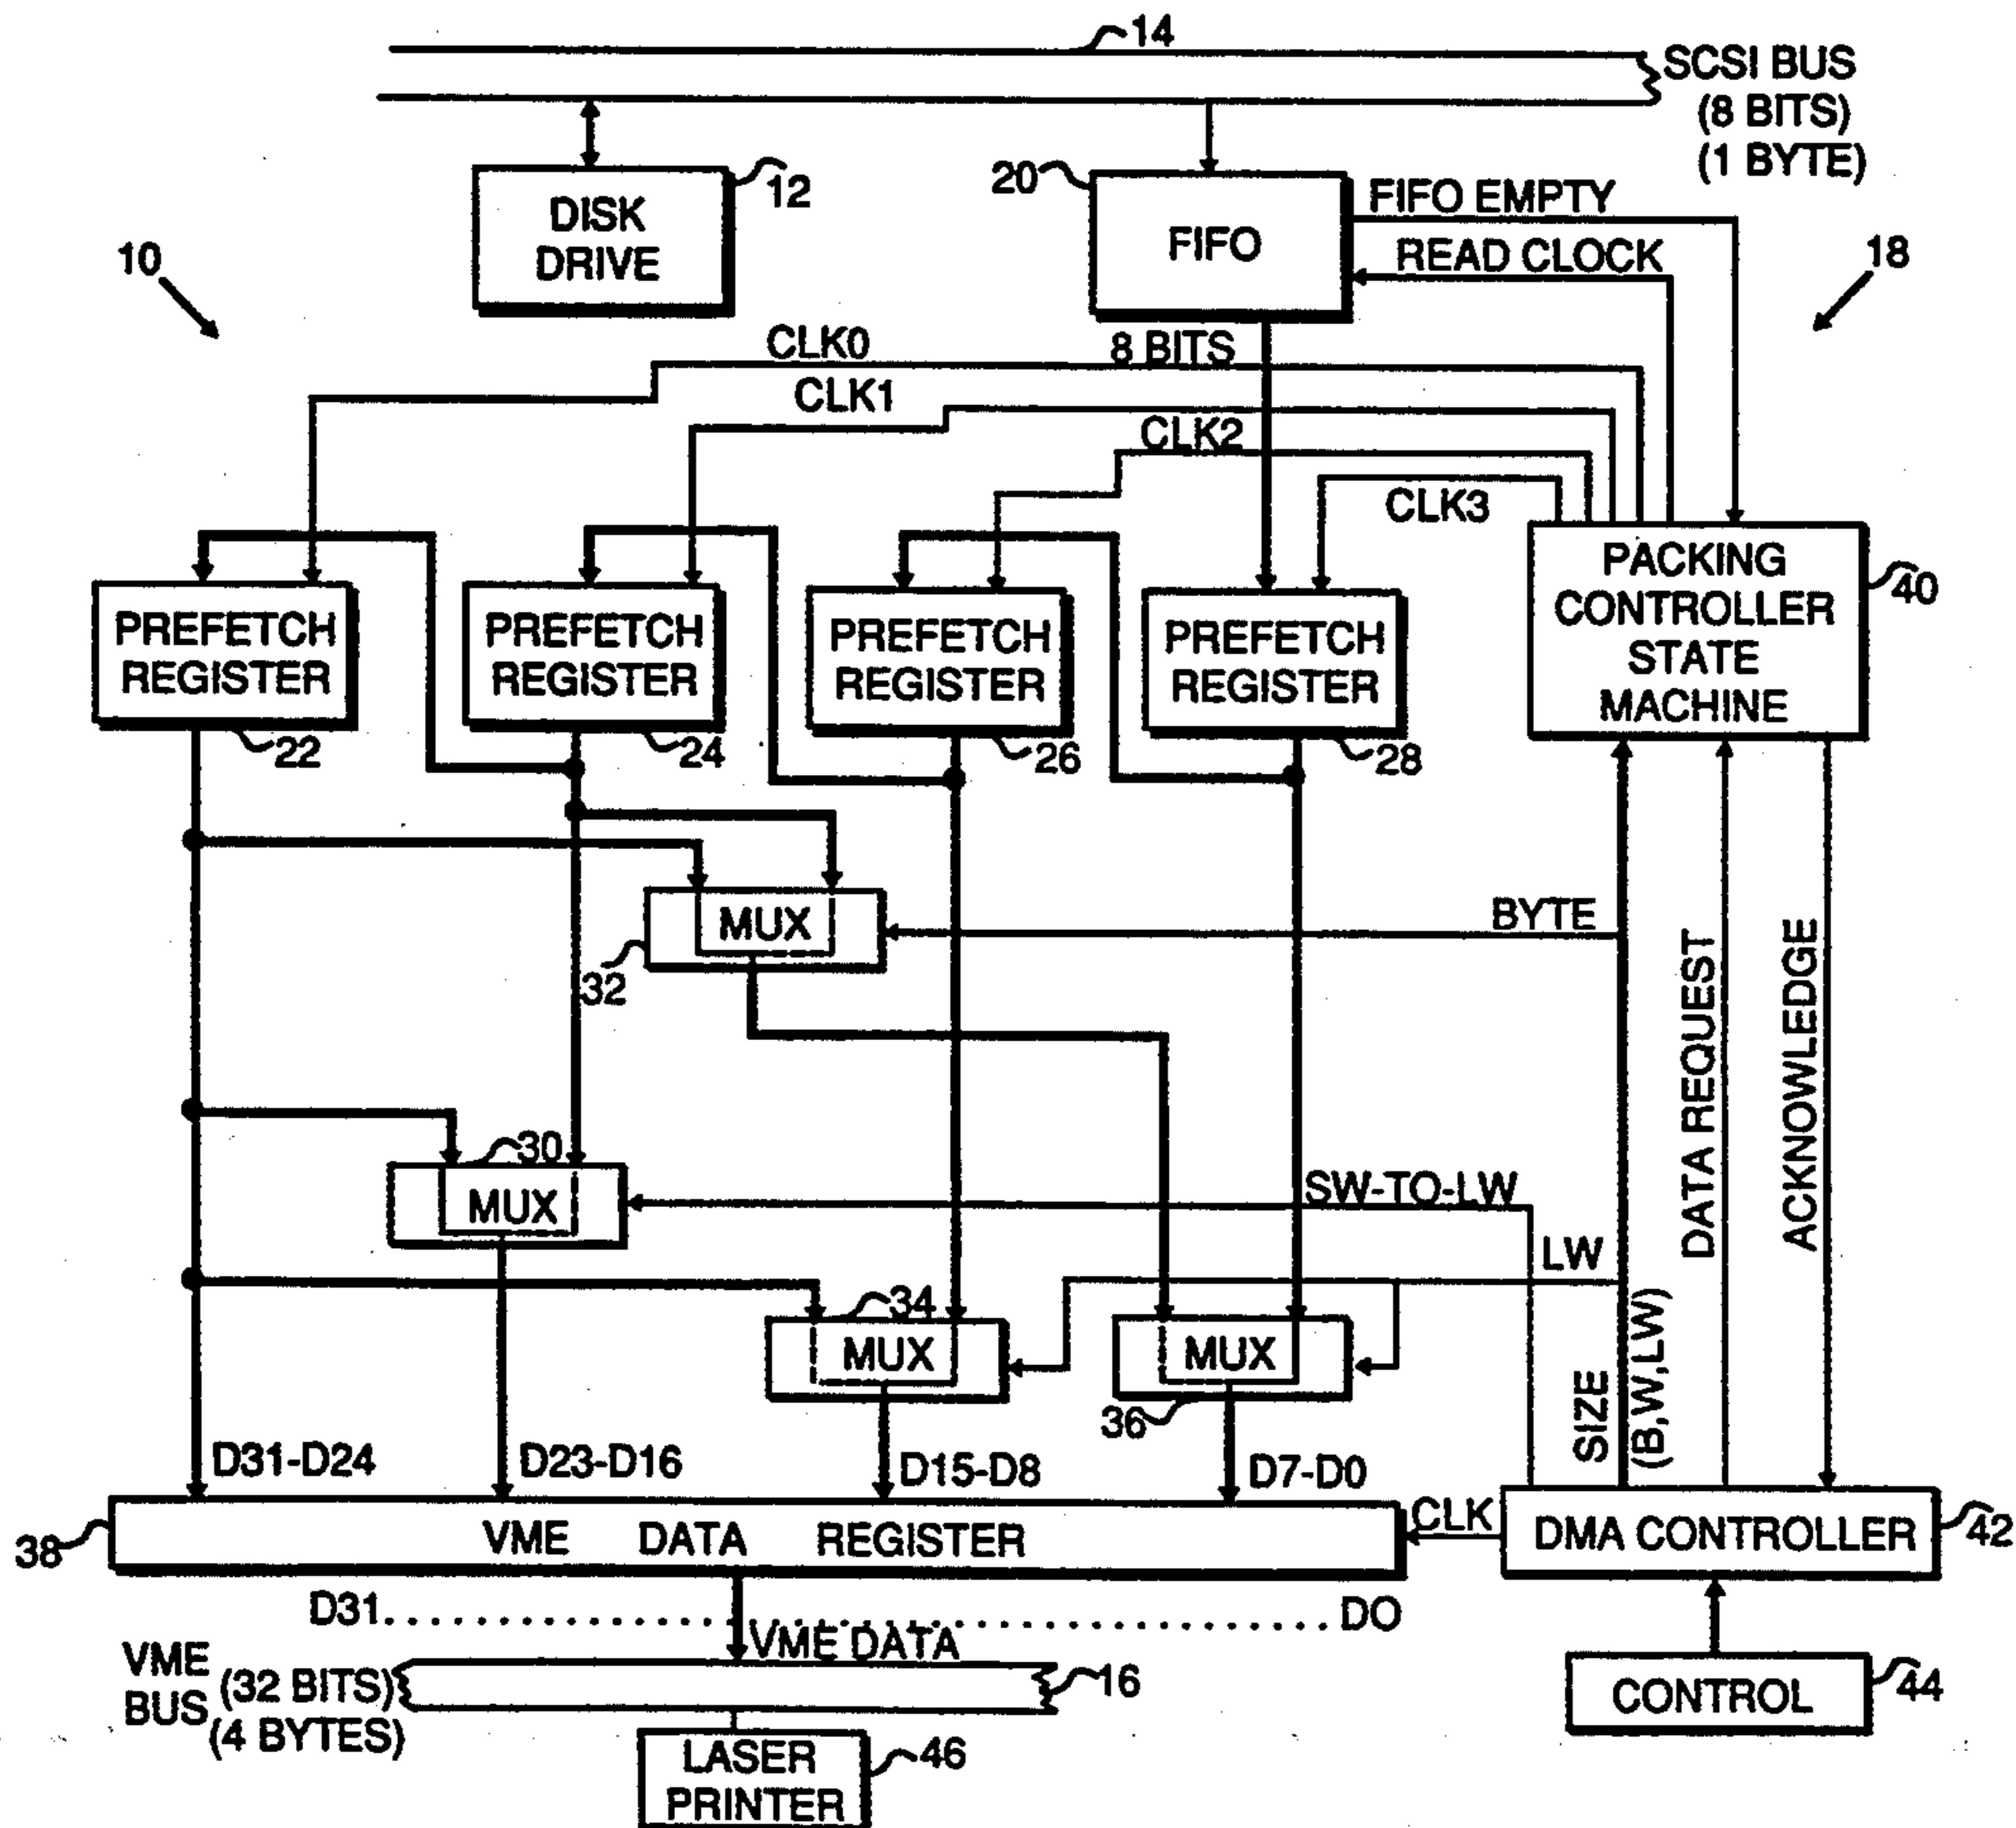 14
SCSI BUS
(8 BITS)
(1 BYTE)
12
DISK
DRIVE
20
FIFO
FIFO EMPTY
READ CLOCK
10
18
CLK0
8 BITS
CLK1
CLK2
CLK3
PREFETCH
REGISTER
22
PREFETCH
REGISTER
24
PREFETCH
REGISTER
26
PREFETCH
REGISTER
28
PACKING
CONTROLLER
STATE
MACHINE
40
MUX
32
BYTE
DATA REQUEST
ACKNOWLEDGE
30
MUX
SW-TO-LW
LW
34
MUX
MUX
36
SIZE
(B,W,LW)
D31-D24
D23-D16
D15-D8
D7-D0
38
VME DATA REGISTER
CLK
DMA CONTROLLER
42
D31. . . . . . . . . . . . . . . . . . . . . . . . . . . . . . . DO
VME DATA
VME
BUS
(32 BITS)
(4 BYTES)
16
CONTROL
44
LASER
PRINTER
46